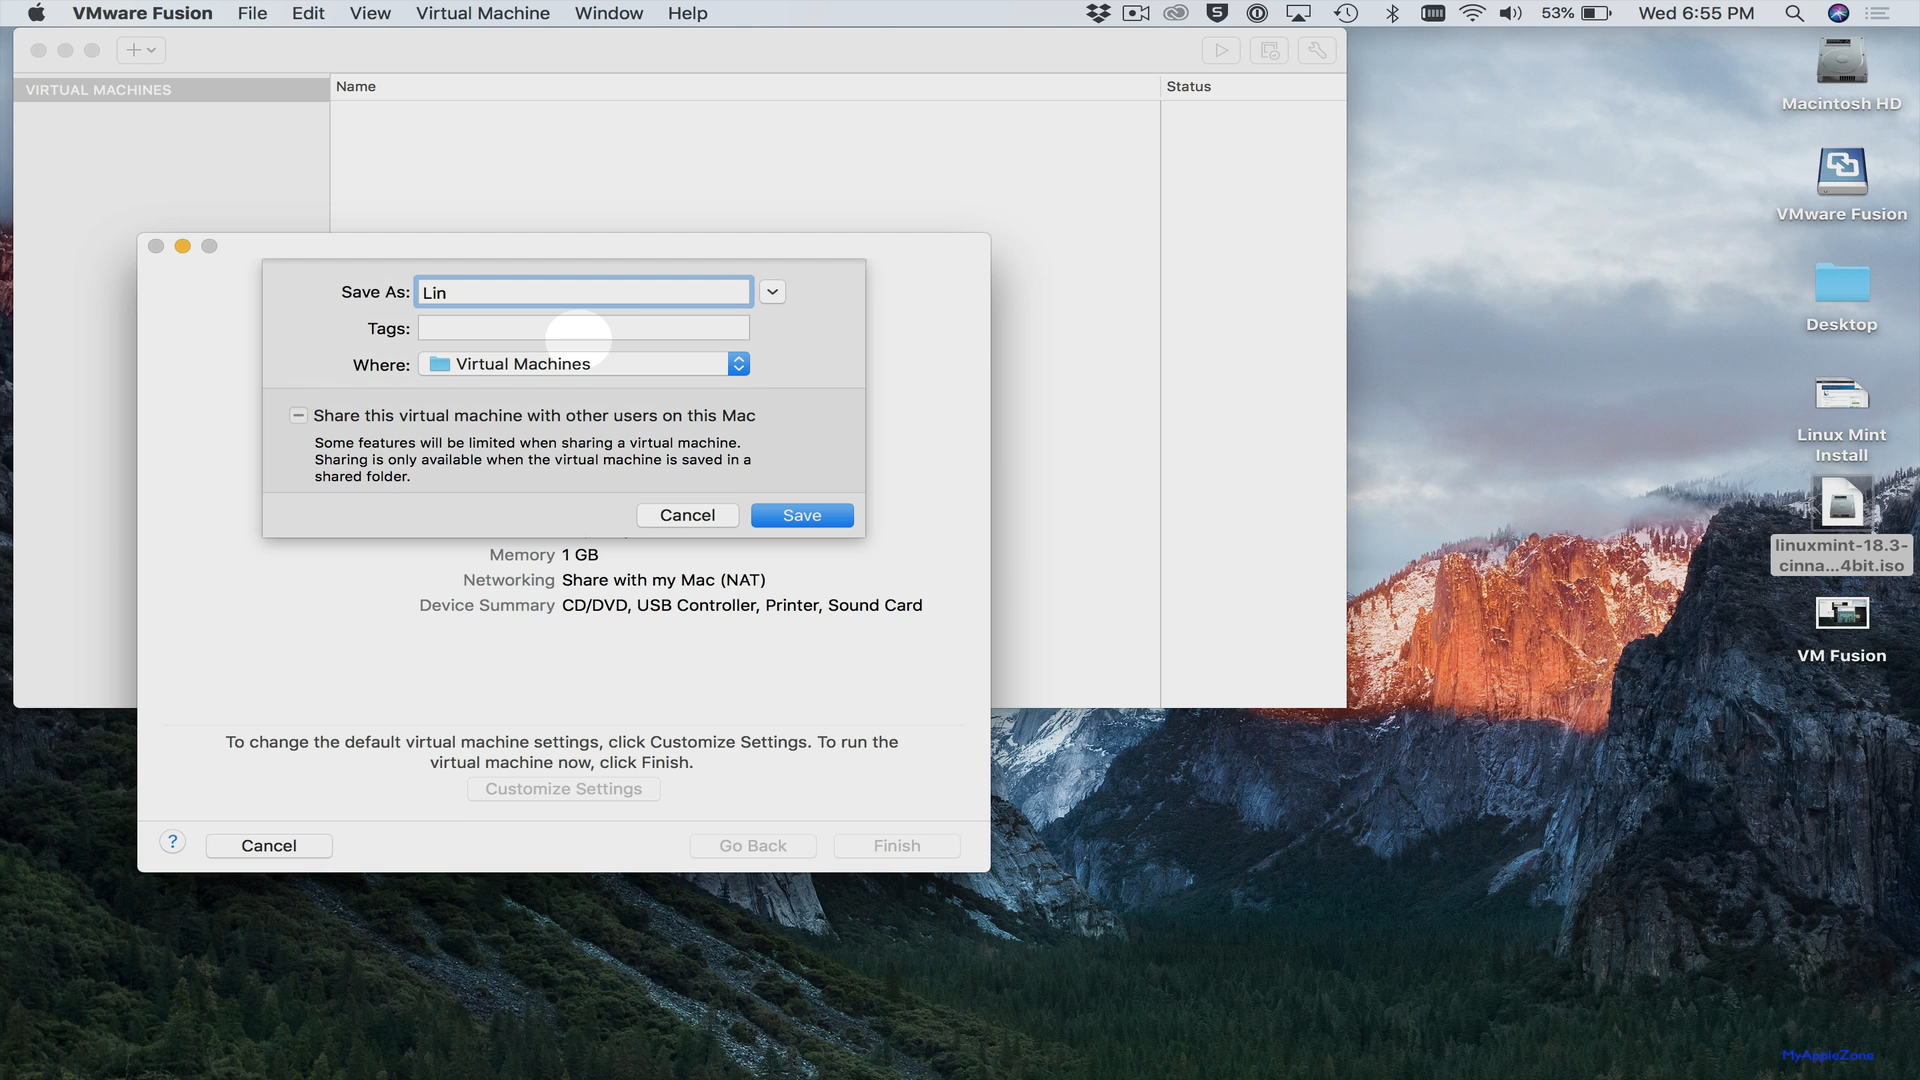 VMware Fusion File Edit View Virtual Machine Window Help 53% Wed 6:55 PM
VIRTUAL MACHINES
Name
Status
Save As: Lin
Tags:
Where: Virtual Machines
Share this virtual machine with other users on this Mac
Some features will be limited when sharing a virtual machine.
Sharing is only available when the virtual machine is saved in a
shared folder.
Cancel
Save
Memory 1 GB
Networking Share with my Mac (NAT)
Device Summary CD/DVD, USB Controller, Printer, Sound Card
To change the default virtual machine settings, click Customize Settings. To run the
virtual machine now, click Finish.
Customize Settings
?
Cancel
Go Back
Finish
Macintosh HD
VMware Fusion
Desktop
Linux Mint
Install
linuxmint-18.3-
cinna...4bit.iso
VM Fusion
MyAppleZone